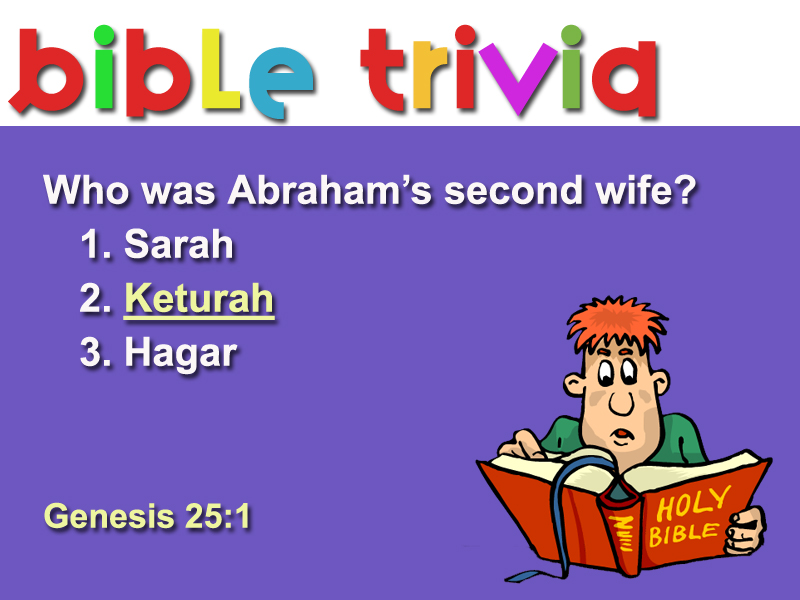 bible trivia
Who was Abraham’s second wife?
1. Sarah
2. Keturah
3. Hagar
HOLY
BIBLE
Genesis 25:1